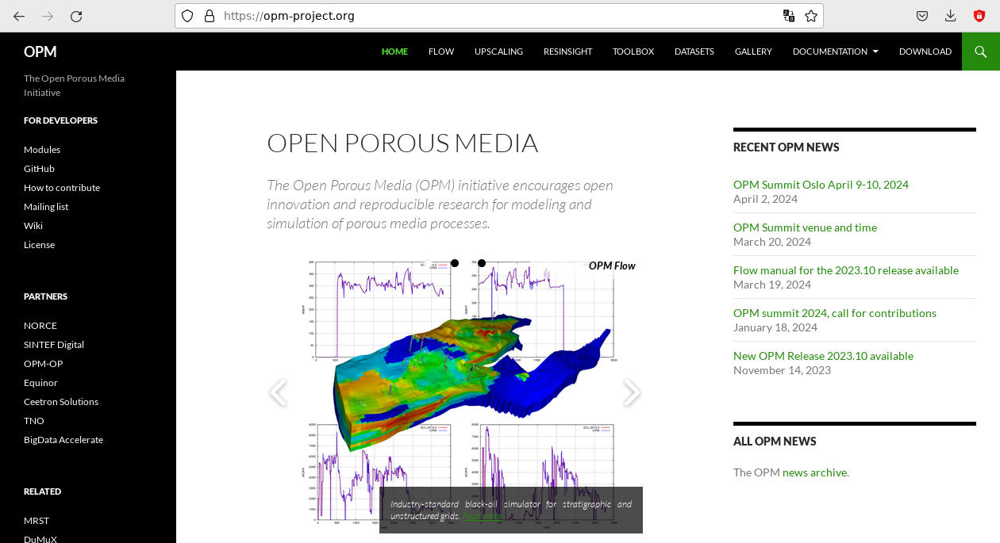 https://opm-project.org
OPM
HOME FLOW UPSCALING RESINSIGHT TOOLBOX DATASETS GALLERY DOCUMENTATION DOWNLOAD
The Open Porous Media
Initiative
FOR DEVELOPERS
Modules
GitHub
How to contribute
Mailing list
Wiki
License
PARTNERS
NORCE
SINTEF Digital
OPM-OP
Equinor
Ceetron Solutions
TNO
BigData Accelerate
RELATED
MRST
DuMuX
OPEN POROUS MEDIA
The Open Porous Media (OPM) initiative encourages open
innovation and reproducible research for modeling and
simulation of porous media processes.
OPM Flow
Industry-standard black-oil simulator for stratigraphic and
unstructured grids. Read more
RECENT OPM NEWS
OPM Summit Oslo April 9-10, 2024
April 2, 2024
OPM Summit venue and time
March 20, 2024
Flow manual for the 2023.10 release available
March 19, 2024
OPM summit 2024, call for contributions
January 18, 2024
New OPM Release 2023.10 available
November 14, 2023
ALL OPM NEWS
The OPM news archive.